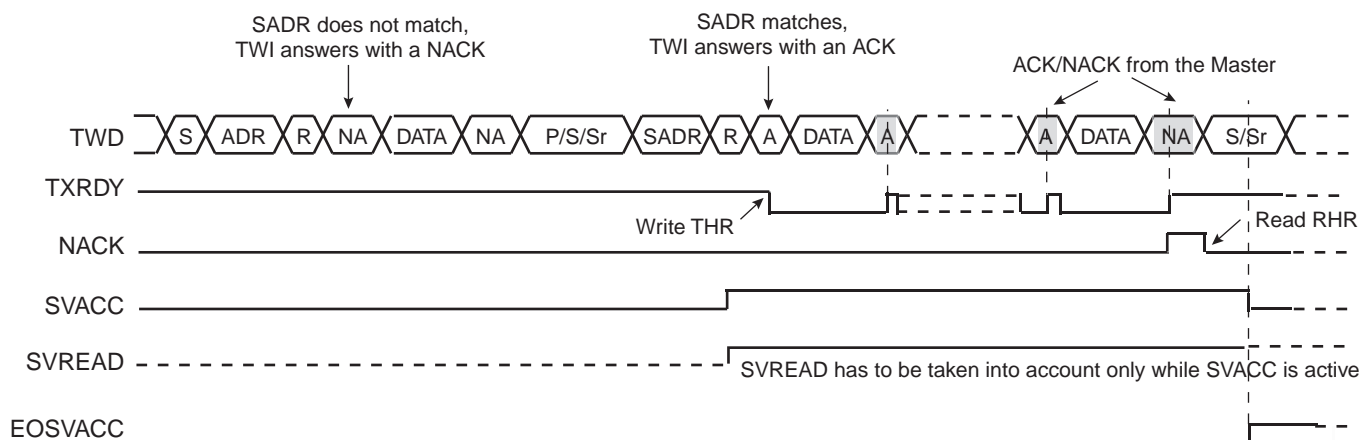 SADR does not match,
TWI answers with a NACK
SADR matches,
TWI answers with an ACK
ACK/NACK from the Master
TWD S ADR R NA DATA NA P/S/Sr SADR R A DATA A A DATA NA S/Sr
TXRDY
Write THR
Read RHR
NACK
SVACC
SVREAD
SVREAD has to be taken into account only while SVACC is active
EOSVACC